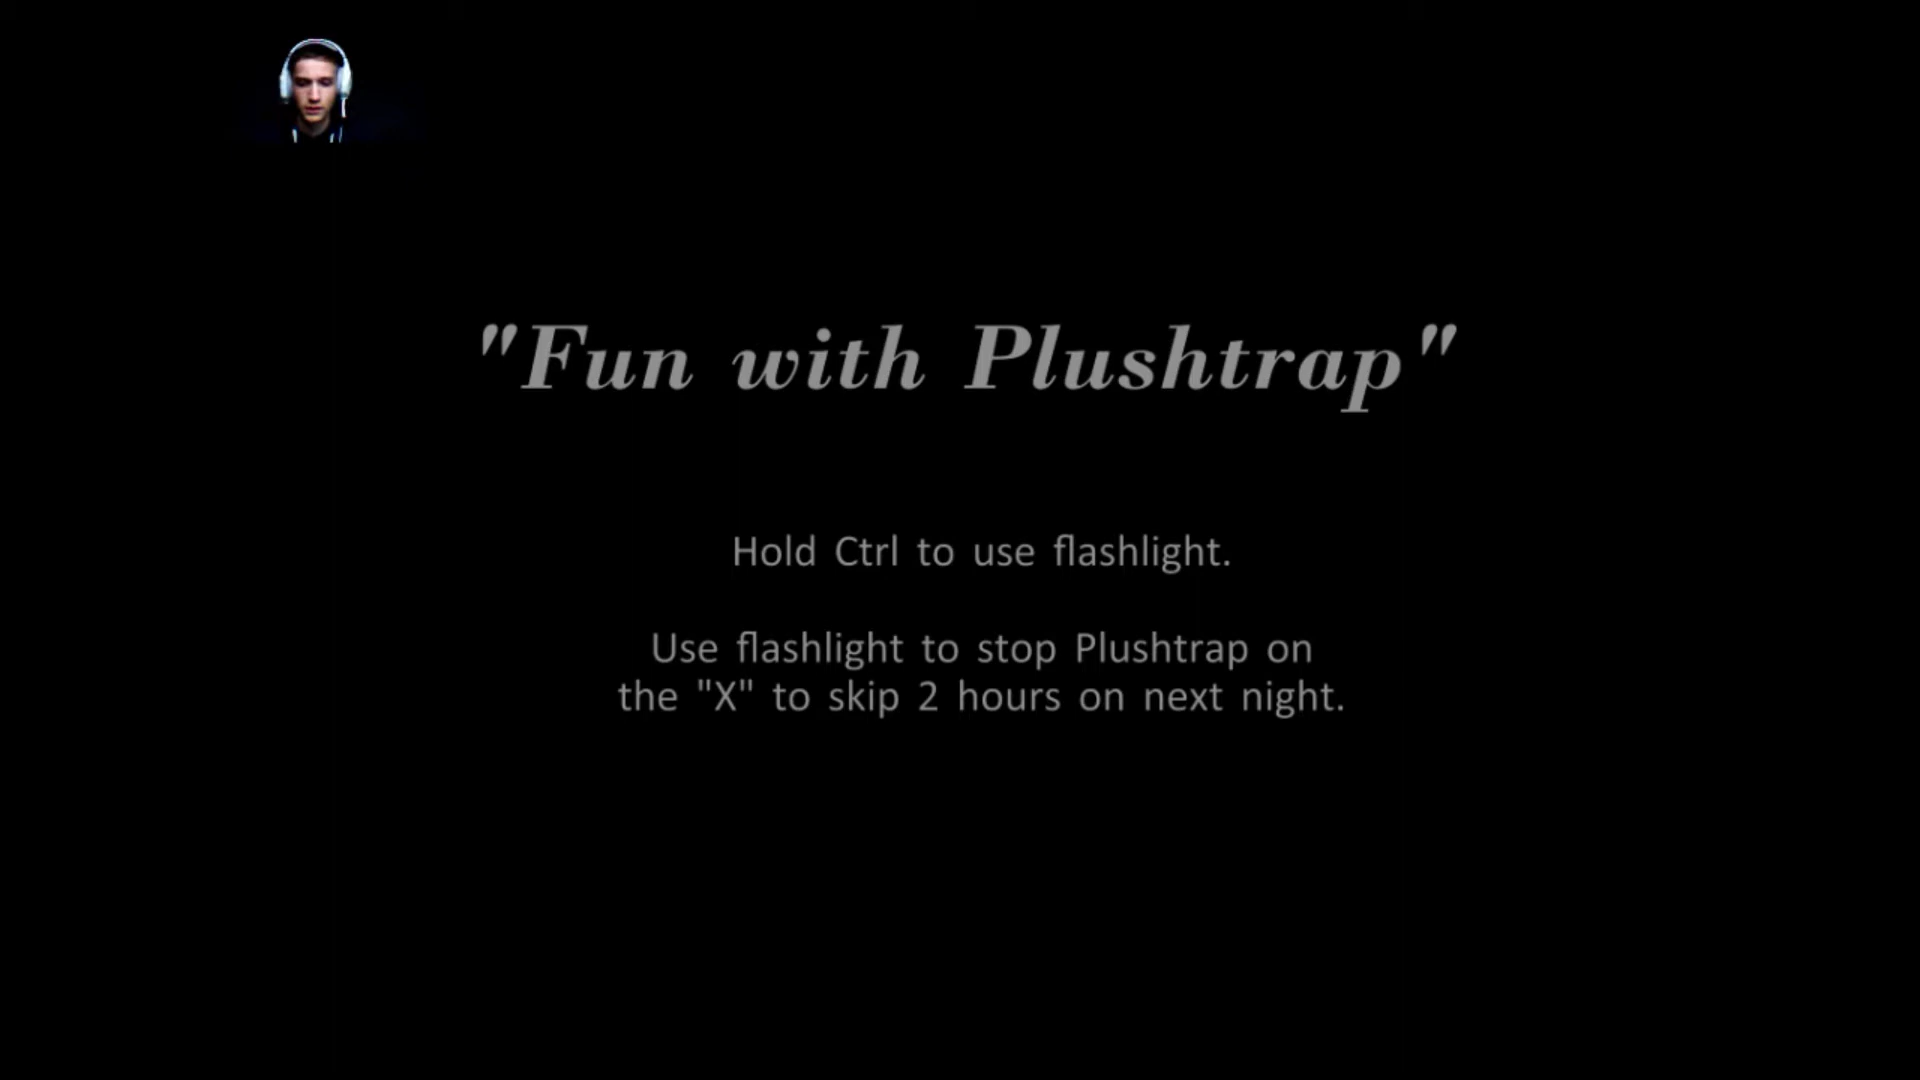 "Fun with Plushtrap"
Hold Ctrl to use flashlight.
Use flashlight to stop Plushtrap on
the "X" to skip 2 hours on next night.